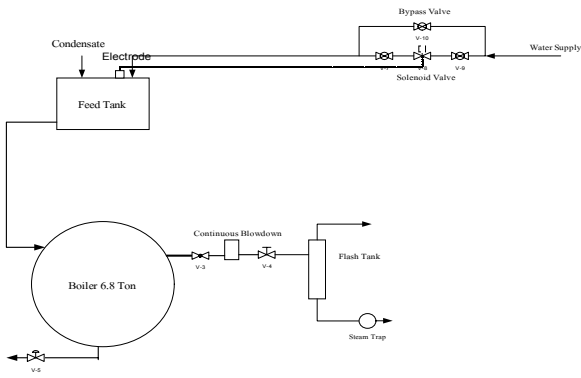 Bypass Valve
V-10
Condensate
Electrode
Water Supply
V-8
V-9
Solenoid Valve
Feed Tank
Continuous Blowdown
V-3
V-4
Flash Tank
Boiler 6.8 Ton
Steam Trap
V-5